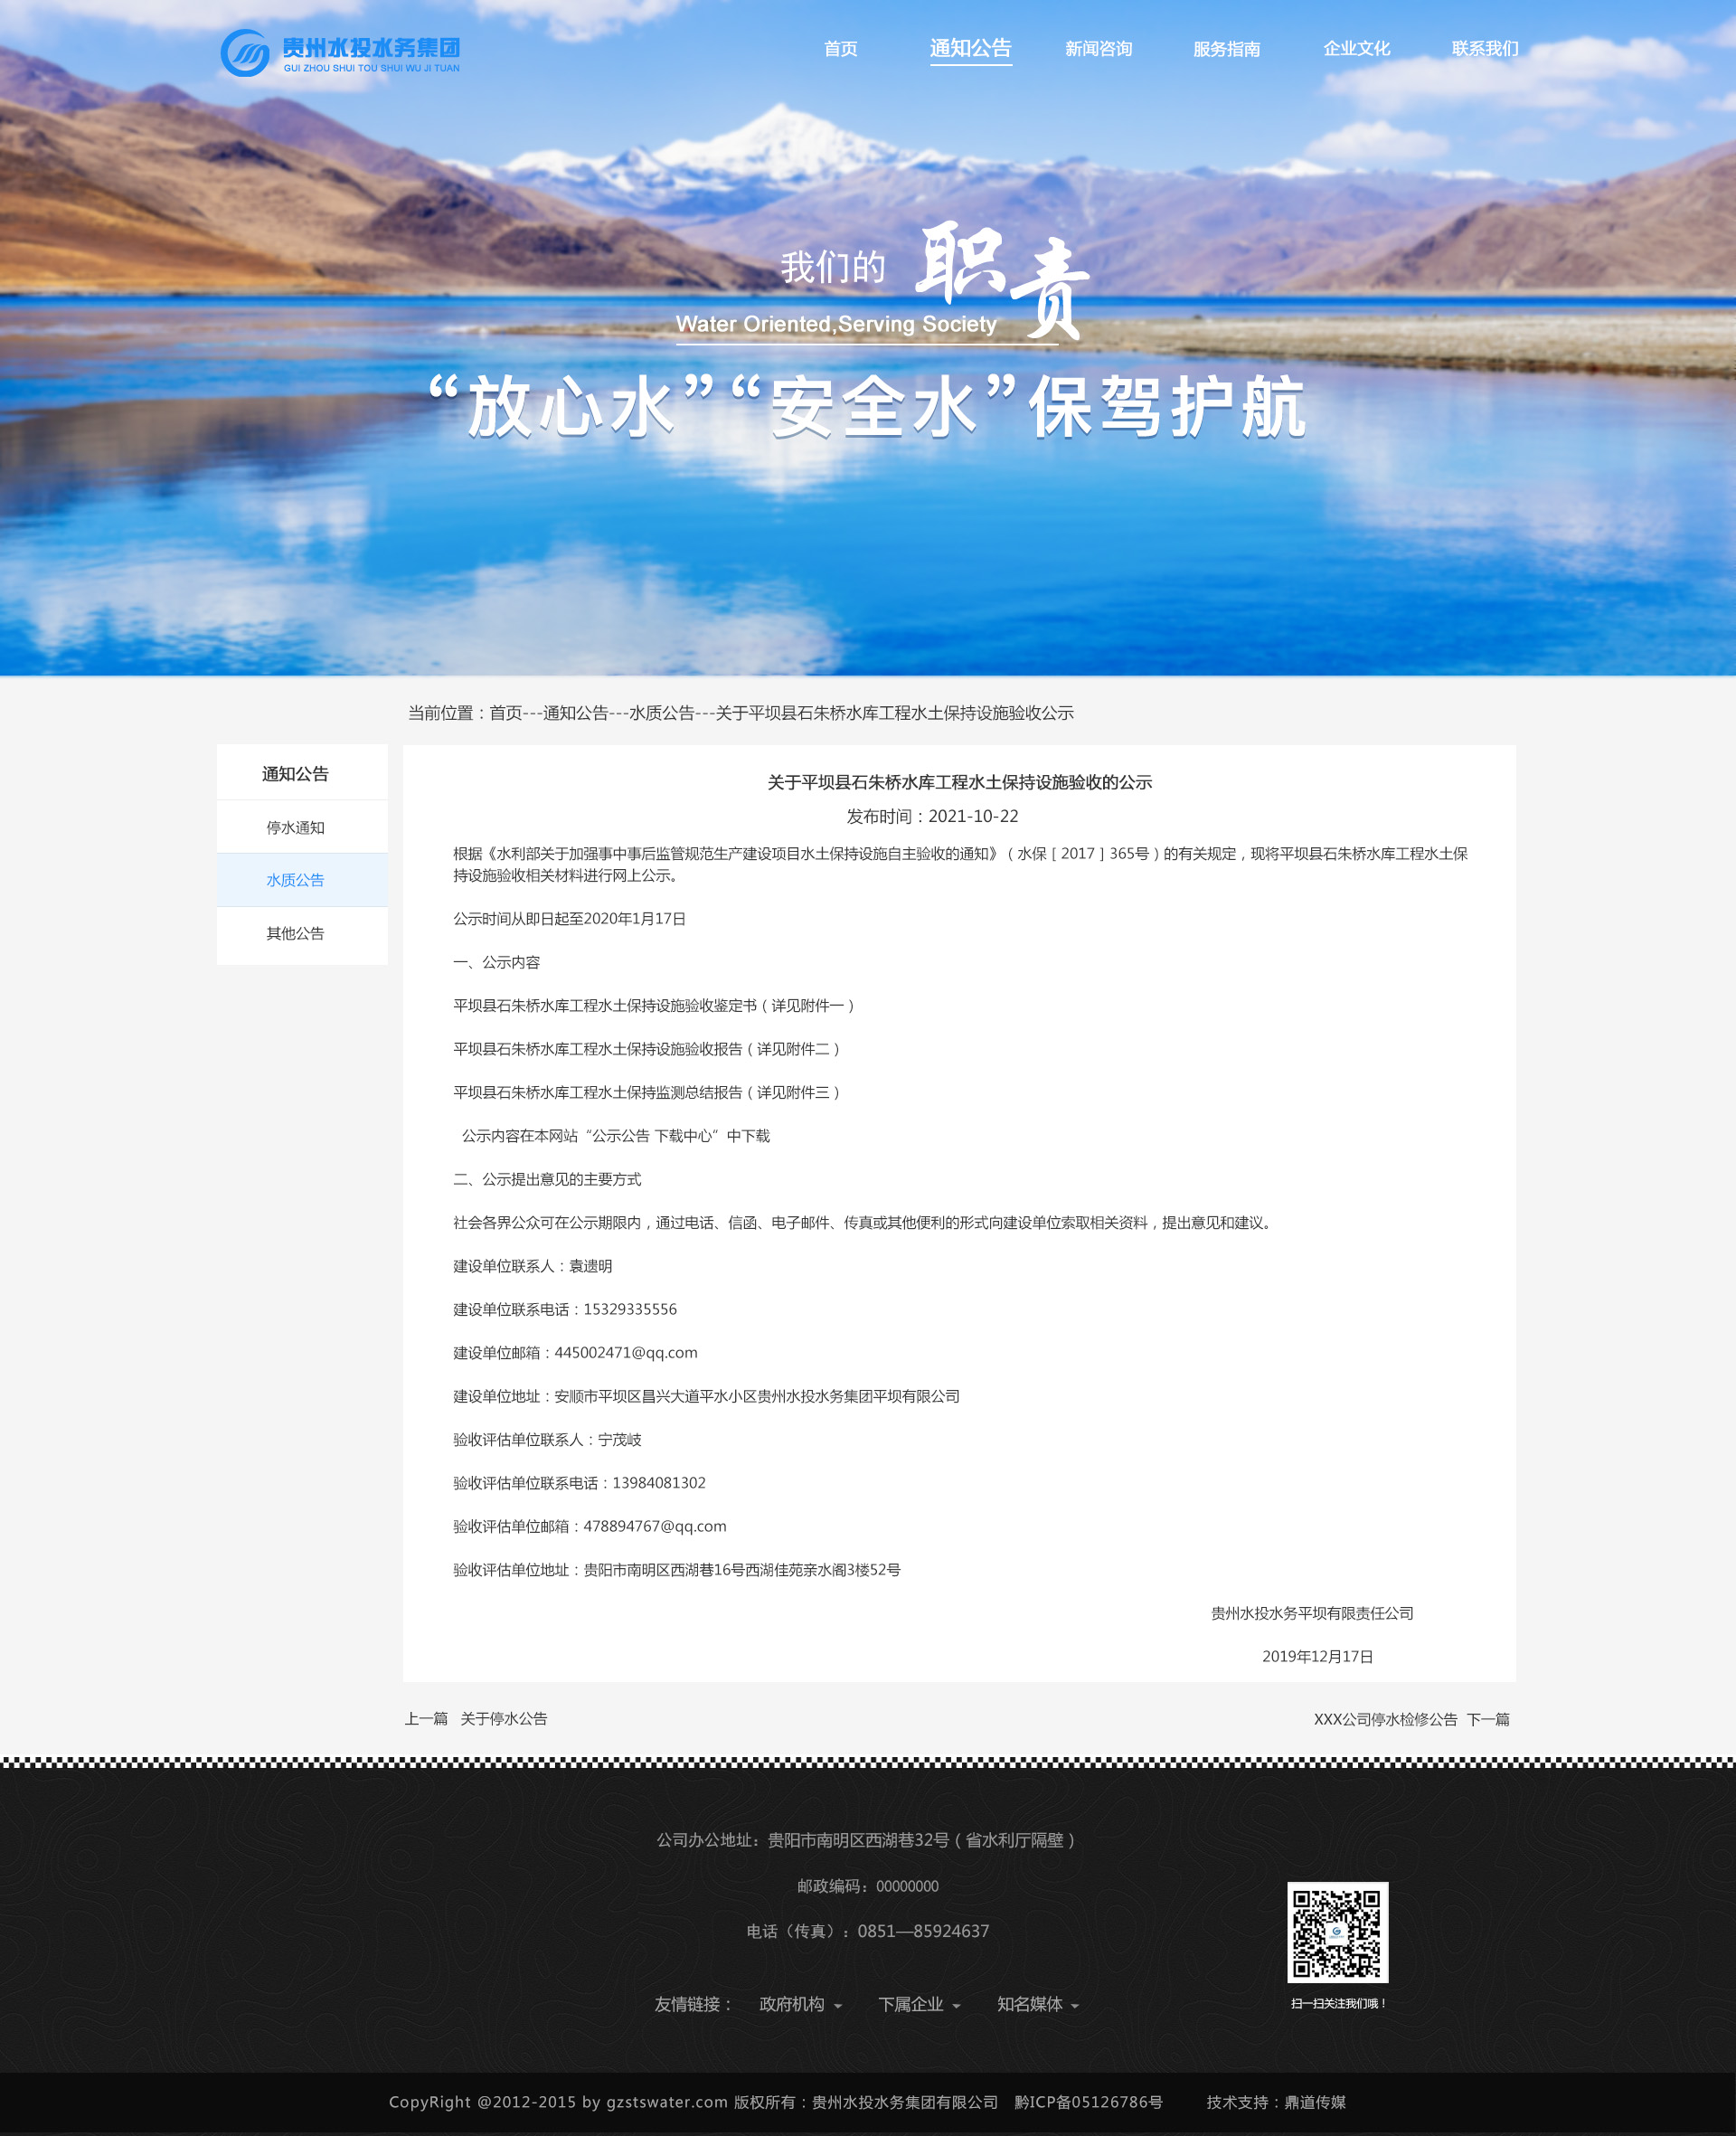 贵州水投水务集团
GUI ZHOU SHUI TOU SHUI WU JI TUAN
首页 通知公告 新闻咨询 服务指南 企业文化 联系我们
我们的 职责
Water Oriented,Serving Society
“放心水”“安全水”保驾护航
当前位置：首页---通知公告---水质公告---关于平坝县石朱桥水库工程水土保持设施验收公示
通知公告
停水通知
水质公告
其他公告
关于平坝县石朱桥水库工程水土保持设施验收的公示
发布时间：2021-10-22
根据《水利部关于加强事中事后监管规范生产建设项目水土保持设施自主验收的通知》（水保［2017］365号）的有关规定，现将平坝县石朱桥水库工程水土保
持设施验收相关材料进行网上公示。
公示时间从即日起至2020年1月17日
一、公示内容
平坝县石朱桥水库工程水土保持设施验收鉴定书（详见附件一）
平坝县石朱桥水库工程水土保持设施验收报告（详见附件二）
平坝县石朱桥水库工程水土保持监测总结报告（详见附件三）
公示内容在本网站“公示公告 下载中心”中下载
二、公示提出意见的主要方式
社会各界公众可在公示期限内，通过电话、信函、电子邮件、传真或其他便利的形式向建设单位索取相关资料，提出意见和建议。
建设单位联系人：袁遗明
建设单位联系电话：15329335556
建设单位邮箱：445002471@qq.com
建设单位地址：安顺市平坝区昌兴大道平水小区贵州水投水务集团平坝有限公司
验收评估单位联系人：宁茂岐
验收评估单位联系电话：13984081302
验收评估单位邮箱：478894767@qq.com
验收评估单位地址：贵阳市南明区西湖巷16号西湖佳苑亲水阁3楼52号
贵州水投水务平坝有限责任公司
2019年12月17日
上一篇 关于停水公告
XXX公司停水检修公告 下一篇
公司办公地址：贵阳市南明区西湖巷32号（省水利厅隔壁）
邮政编码：00000000
电话（传真）：0851—85924637
友情链接： 政府机构 下属企业 知名媒体
扫一扫关注我们哦！
CopyRight @2012-2015 by gzstswater.com 版权所有：贵州水投水务集团有限公司 黔ICP备05126786号 技术支持：鼎道传媒